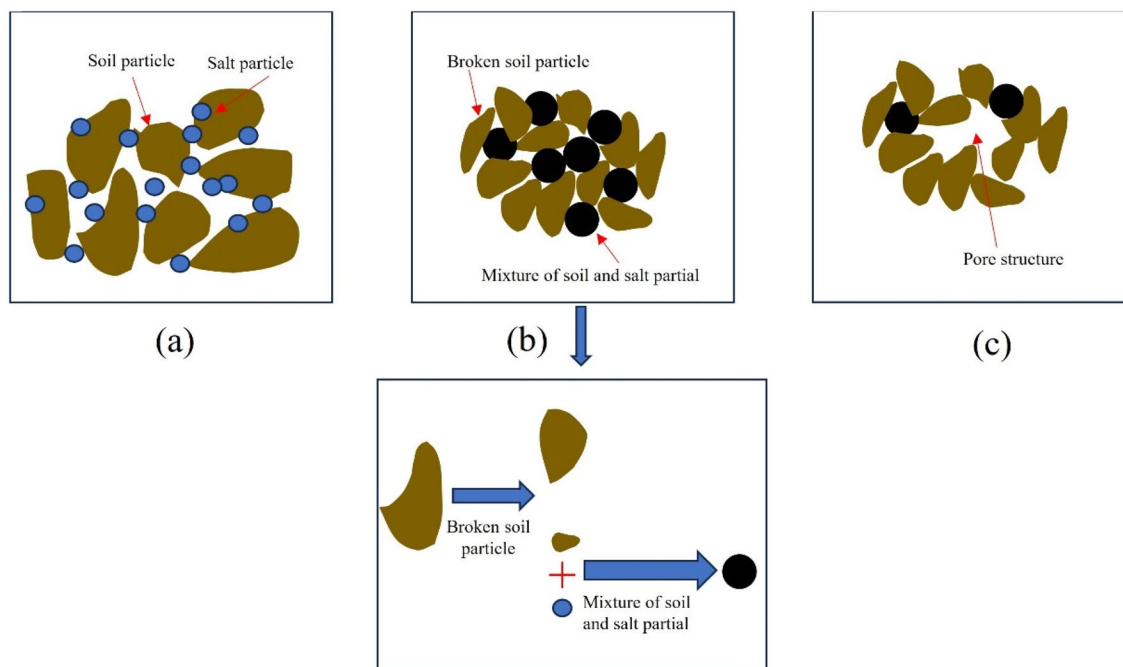 Soil particle
Salt particle
(a)
Broken soil particle
Mixture of soil and salt partial
(b)
Pore structure
(c)
Broken soil
particle
Mixture of soil
and salt partial